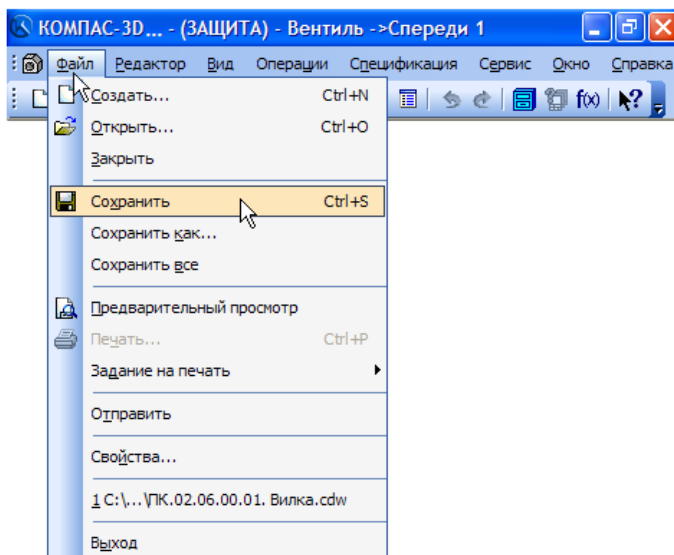 КОМПАС-3D... - (ЗАЩИТА) - Вентиль ->Спереди 1
Файл Редактор Вид Операции Спецификация Сервис Окно Справка
f(x) ?
Создать... Ctrl+N
Открыть... Ctrl+O
Закрыть
Сохранить Ctrl+S
Сохранить как...
Сохранить все
Предварительный просмотр
Печать... Ctrl+P
Задание на печать
Отправить
Свойства...
1 C:\...\ПК.02.06.00.01. Вилка.cdw
Выход